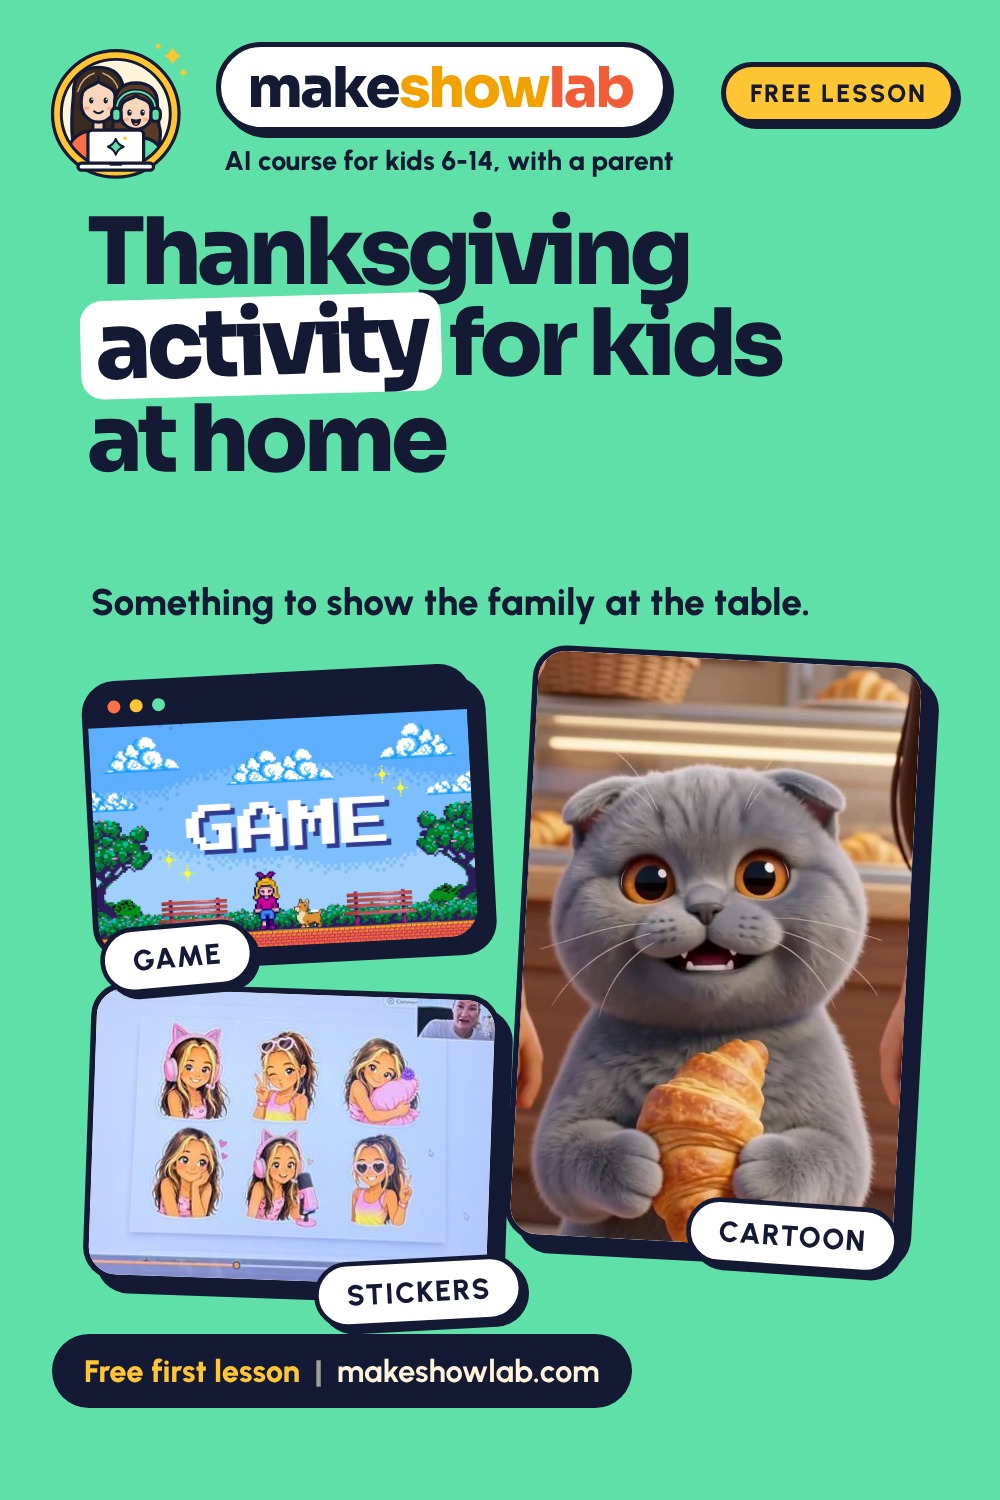 makeshowlab
FREE LESSON
AI course for kids 6-14, with a parent
Thanksgiving
activity for kids
at home
Something to show the family at the table.
GAME
GAME
STICKERS
CARTOON
Free first lesson | makeshowlab.com